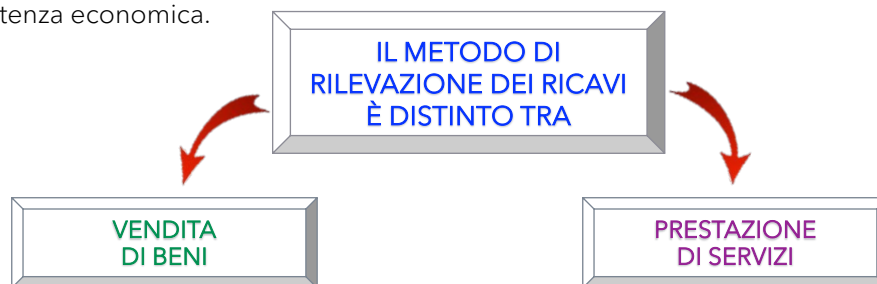 tenza economica.
IL METODO DI
RILEVAZIONE DEI RICAVI
È DISTINTO TRA
VENDITA
DI BENI
PRESTAZIONE
DI SERVIZI